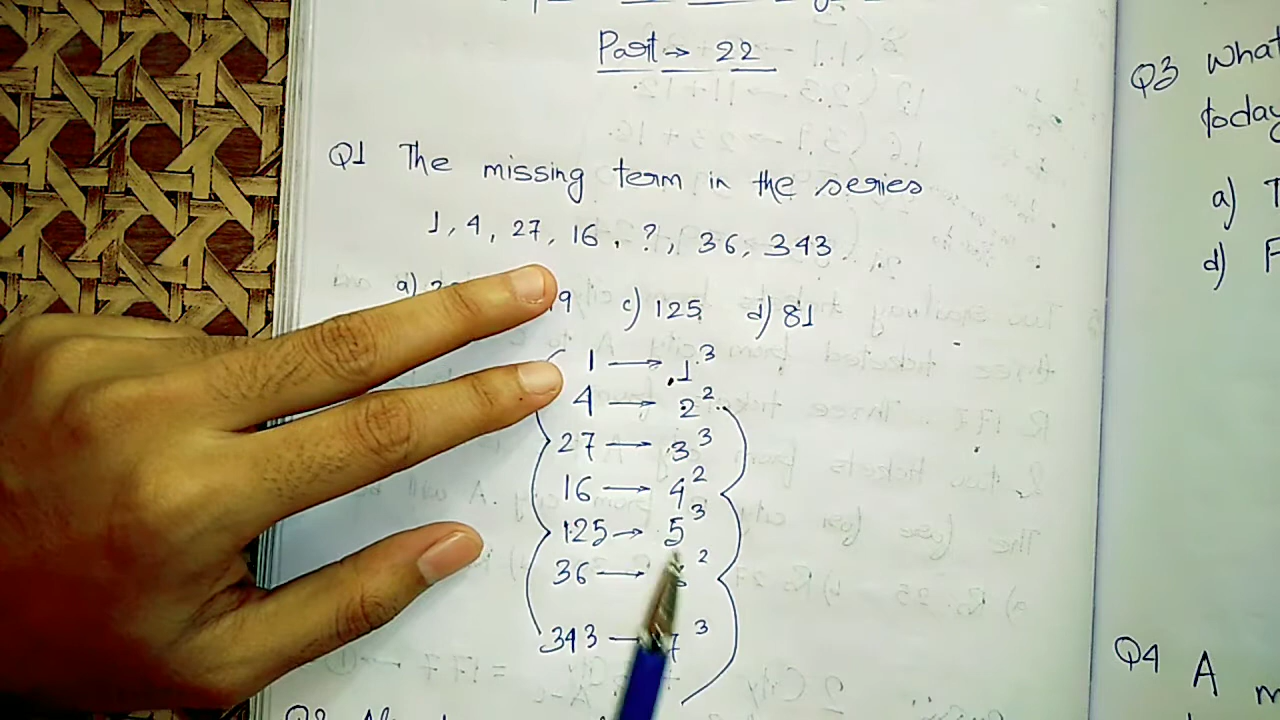 Part → 22
Q1 The missing term in the series
1, 4, 27, 16, ?, 36, 343
a) c) 125 d) 81
1 → 1³
4 → 2²
27 → 3³
16 → 4²
125 → 5³
36 → ²
343 → 7³
Q3 What
today
a)
d) F
Q4 A